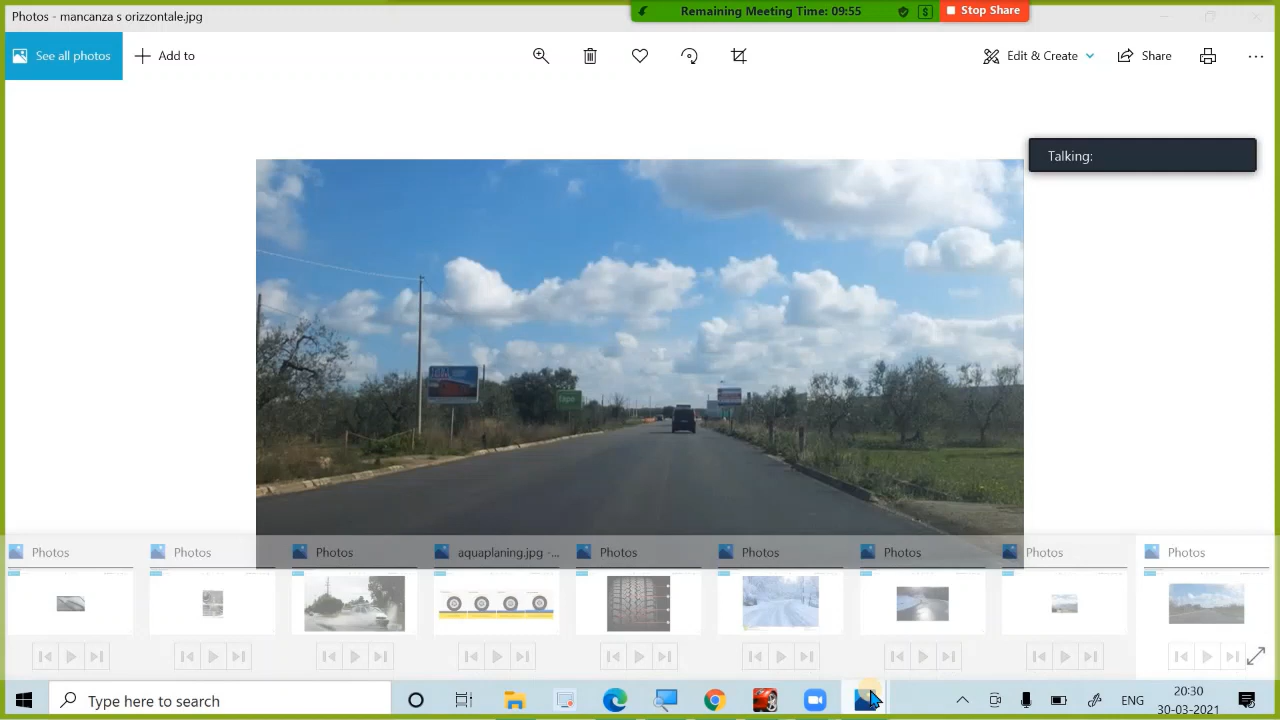 Photos - mancanza s orizzontale.jpg
Remaining Meeting Time: 09:55
Stop Share
See all photos
Add to
Edit & Create
Share
Talking:
Photos
Photos
Photos
aquaplaning.jpg -...
Photos
Photos
Photos
Photos
Photos
Type here to search
ENG
20:30
30-03-2021